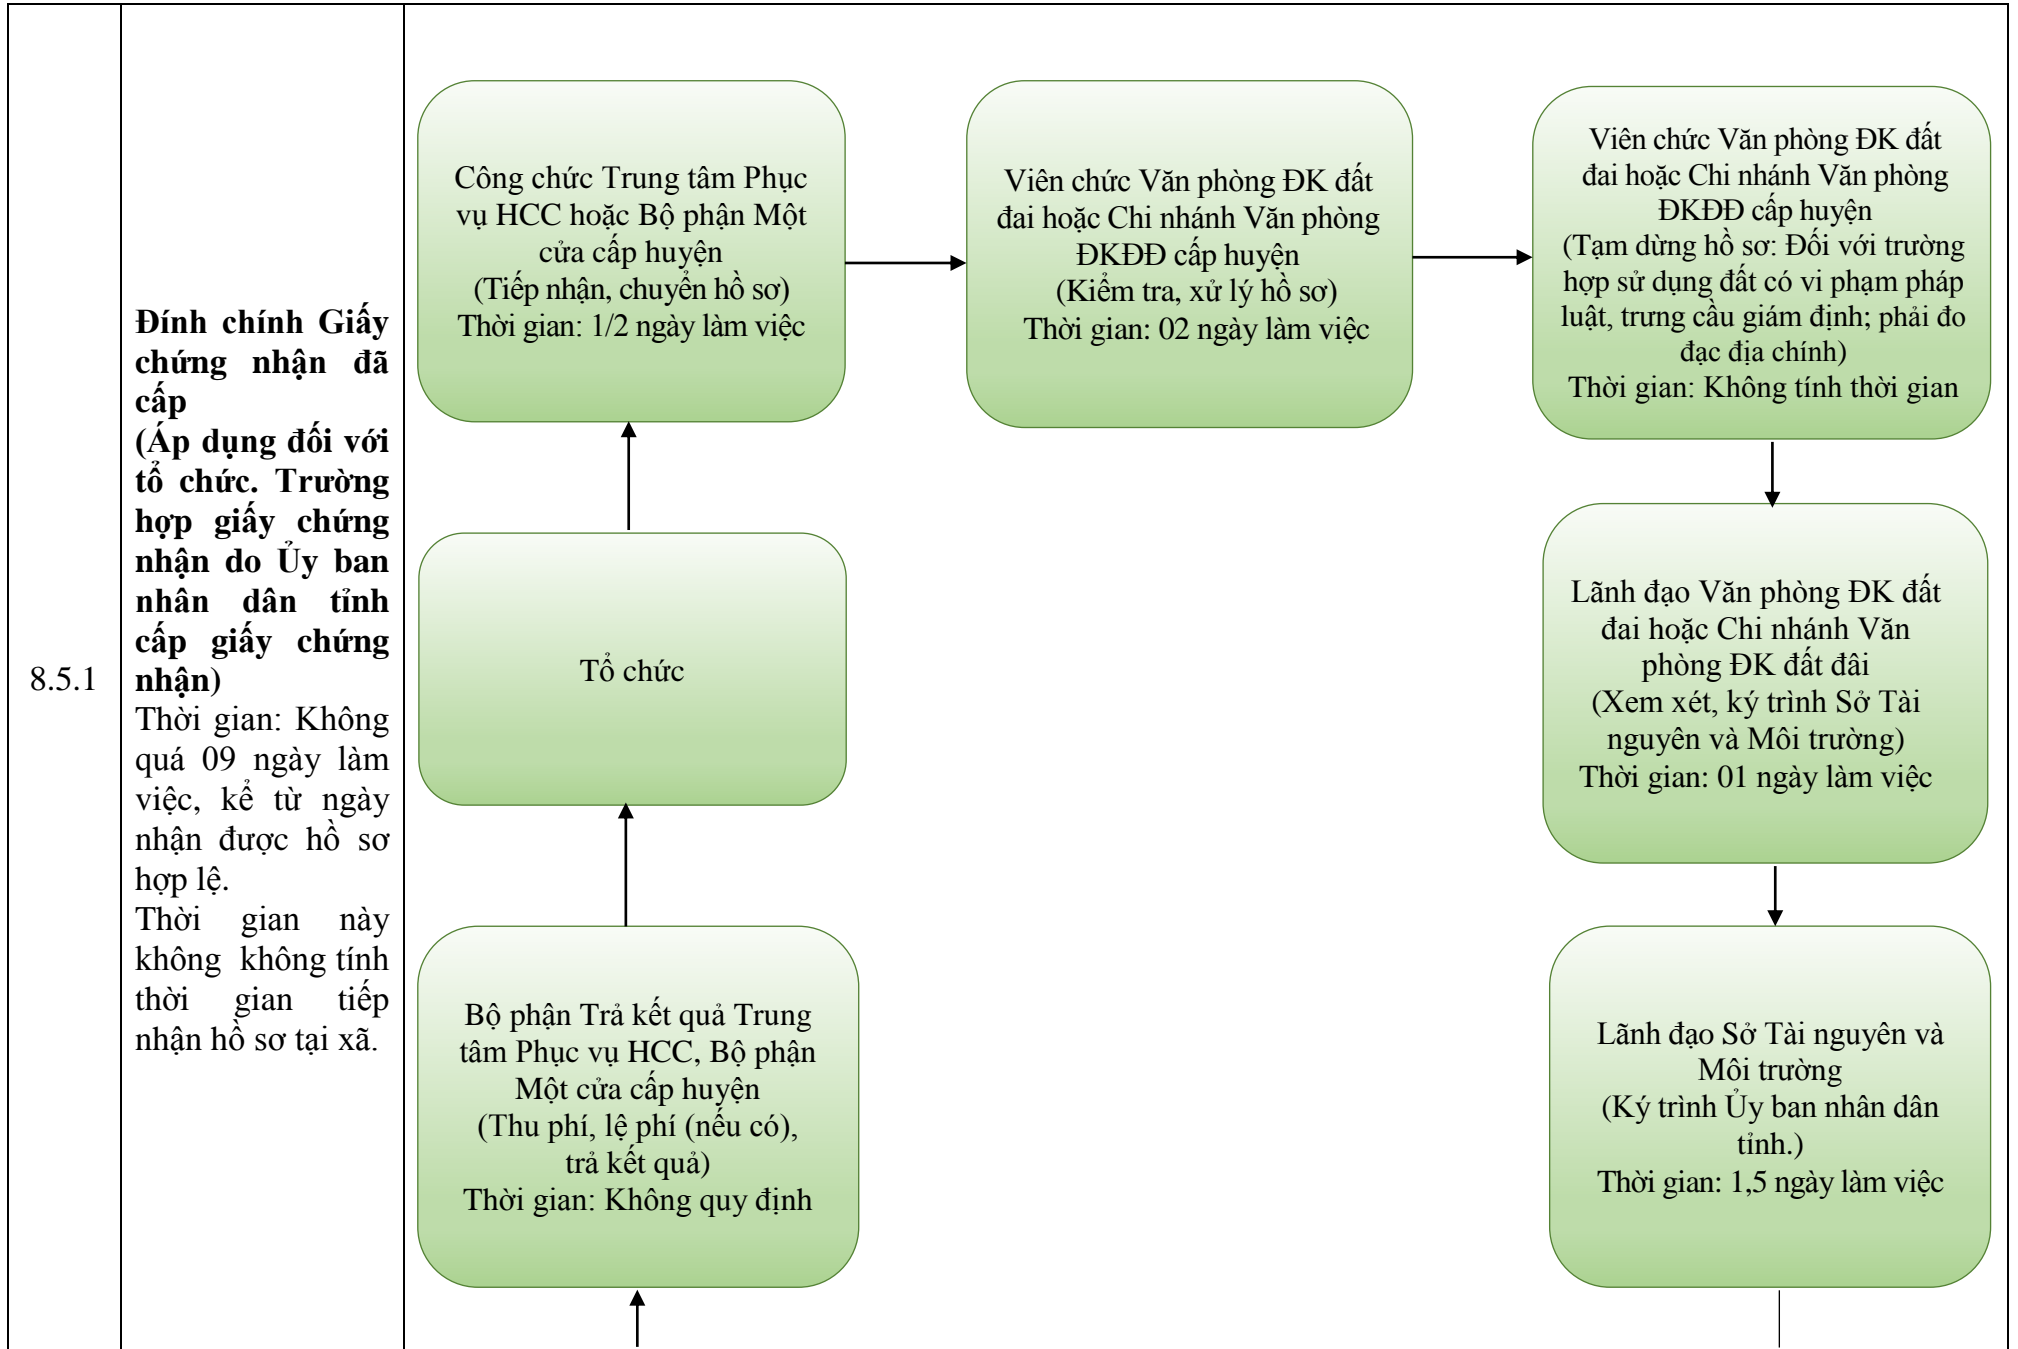 8.5.1
Đính chính Giấy
chứng nhận đã
cấp
(Áp dụng đối với
tổ chức. Trường
hợp giấy chứng
nhận do Ủy ban
nhân dân tỉnh
cấp giấy chứng
nhận)
Thời gian: Không
quá 09 ngày làm
việc, kể từ ngày
nhận được hồ sơ
hợp lệ.
Thời gian này
không không tính
thời gian tiếp
nhận hồ sơ tại xã.
Công chức Trung tâm Phục
vụ HCC hoặc Bộ phận Một
cửa cấp huyện
(Tiếp nhận, chuyển hồ sơ)
Thời gian: 1/2 ngày làm việc
Viên chức Văn phòng ĐK đất
đai hoặc Chi nhánh Văn phòng
ĐKĐĐ cấp huyện
(Kiểm tra, xử lý hồ sơ)
Thời gian: 02 ngày làm việc
Viên chức Văn phòng ĐK đất
đai hoặc Chi nhánh Văn phòng
ĐKĐĐ cấp huyện
(Tạm dừng hồ sơ: Đối với trường
hợp sử dụng đất có vi phạm pháp
luật, trưng cầu giám định; phải đo
đạc địa chính)
Thời gian: Không tính thời gian
Tổ chức
Lãnh đạo Văn phòng ĐK đất
đai hoặc Chi nhánh Văn
phòng ĐK đất đâi
(Xem xét, ký trình Sở Tài
nguyên và Môi trường)
Thời gian: 01 ngày làm việc
Bộ phận Trả kết quả Trung
tâm Phục vụ HCC, Bộ phận
Một cửa cấp huyện
(Thu phí, lệ phí (nếu có),
trả kết quả)
Thời gian: Không quy định
Lãnh đạo Sở Tài nguyên và
Môi trường
(Ký trình Ủy ban nhân dân
tỉnh.)
Thời gian: 1,5 ngày làm việc